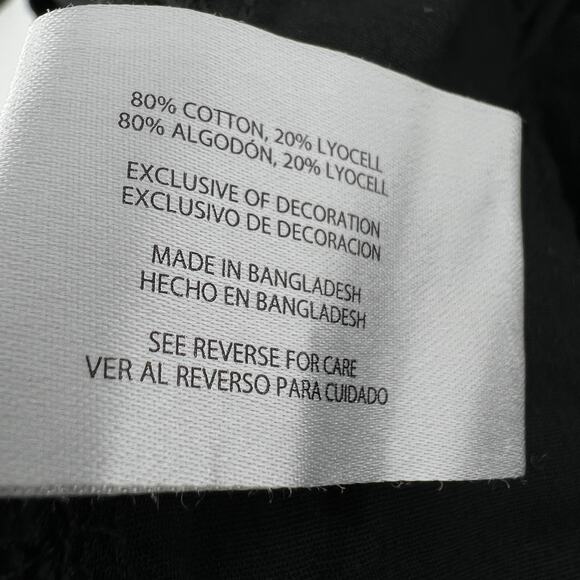 80% COTTON, 20% LYOCELL
80% ALGODÓN, 20% LYOCELL
EXCLUSIVE OF DECORATION
EXCLUSIVO DE DECORACION
MADE IN BANGLADESH
HECHO EN BANGLADESH
SEE REVERSE FOR CARE
VER AL REVERSO PARA CUIDADO